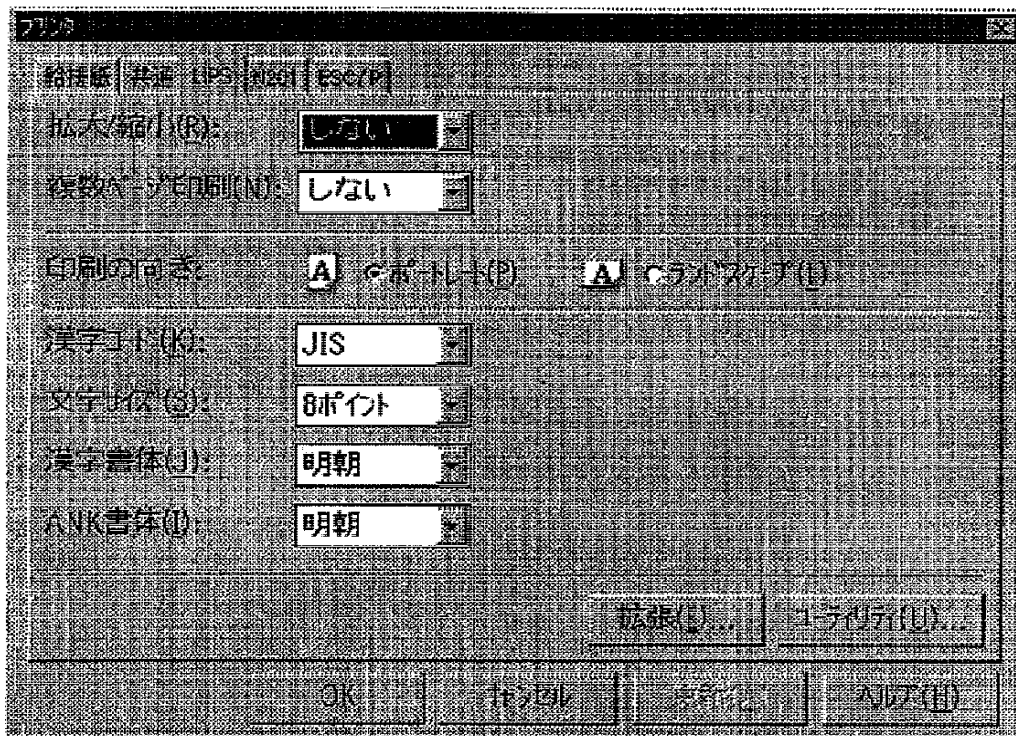 プリンタ
給排紙 共通 LIPS N201 ESC/P
拡大/縮小(R): しない
複数ページ印刷(N): しない
印刷の向き: A ポートレート(P) A ランドスケープ(L)
漢字コード(K): JIS
文字サイズ(S): 8ポイント
漢字書体(J): 明朝
ANK書体(I): 明朝
拡張(E)... ユーティリティ(U)...
OK キャンセル ヘルプ(H)